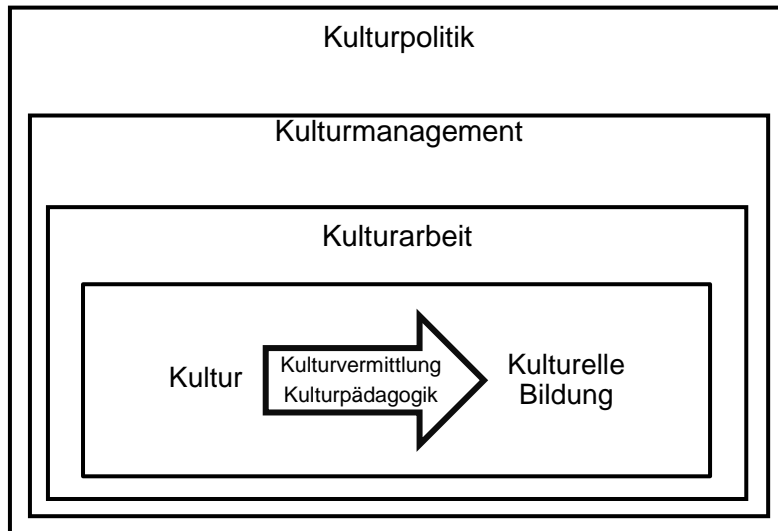 Kulturpolitik
Kulturmanagement
Kulturarbeit
Kultur
Kulturvermittlung
Kulturpädagogik
Kulturelle
Bildung